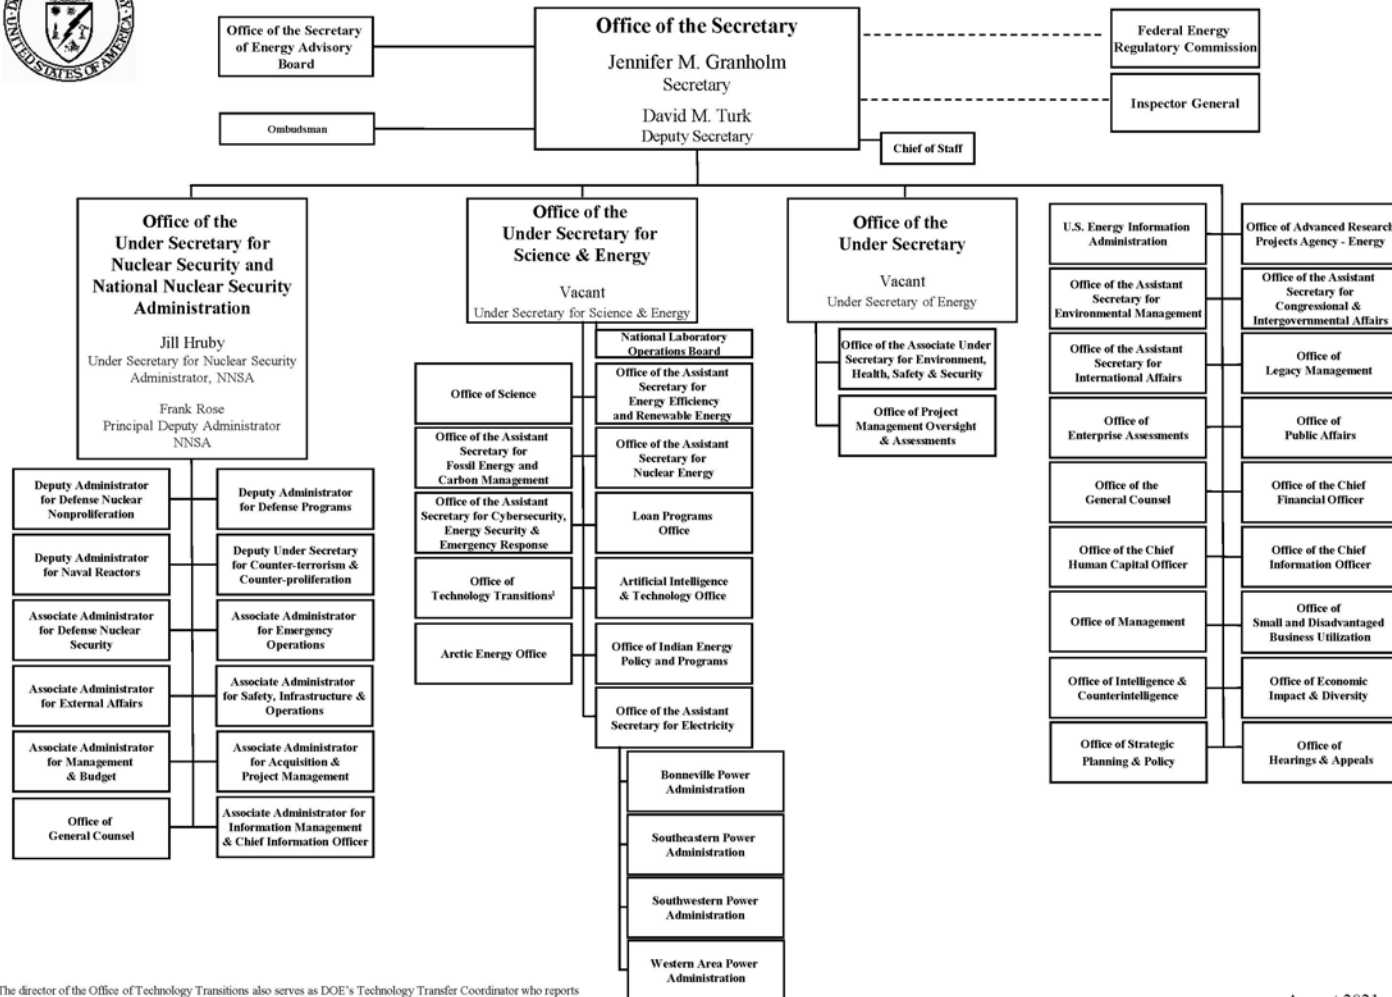 UNITED STATES OF AMERICA
Office of the Secretary
of Energy Advisory
Board
Ombudsman
Office of the Secretary
Jennifer M. Granholm
Secretary
David M. Turk
Deputy Secretary
Federal Energy
Regulatory Commission
Inspector General
Chief of Staff
Office of the
Under Secretary for
Nuclear Security and
National Nuclear Security
Administration
Jill Hruby
Under Secretary for Nuclear Security
Administrator, NNSA
Frank Rose
Principal Deputy Administrator
NNSA
Deputy Administrator
for Defense Nuclear
Nonproliferation
Deputy Administrator
for Defense Programs
Deputy Administrator
for Naval Reactors
Deputy Under Secretary
for Counter-terrorism &
Counter-proliferation
Associate Administrator
for Defense Nuclear
Security
Associate Administrator
for Emergency
Operations
Associate Administrator
for External Affairs
Associate Administrator
for Safety, Infrastructure &
Operations
Associate Administrator
for Management
& Budget
Associate Administrator
for Acquisition &
Project Management
Office of
General Counsel
Associate Administrator for
Information Management
& Chief Information Officer
Office of the
Under Secretary for
Science & Energy
Vacant
Under Secretary for Science & Energy
National Laboratory
Operations Board
Office of Science
Office of the Assistant
Secretary for
Energy Efficiency
and Renewable Energy
Office of the Assistant
Secretary for
Fossil Energy and
Carbon Management
Office of the Assistant
Secretary for
Nuclear Energy
Office of the Assistant
Secretary for Cybersecurity,
Energy Security &
Emergency Response
Loan Programs
Office
Office of
Technology Transitions¹
Artificial Intelligence
& Technology Office
Arctic Energy Office
Office of Indian Energy
Policy and Programs
Office of the Assistant
Secretary for Electricity
Bonneville Power
Administration
Southeastern Power
Administration
Southwestern Power
Administration
Western Area Power
Administration
Office of the
Under Secretary
Vacant
Under Secretary of Energy
Office of the Associate Under
Secretary for Environment,
Health, Safety & Security
Office of Project
Management Oversight
& Assessments
U.S. Energy Information
Administration
Office of Advanced Research
Projects Agency - Energy
Office of the Assistant
Secretary for
Environmental Management
Office of the Assistant
Secretary for
Congressional &
Intergovernmental Affairs
Office of the Assistant
Secretary for
International Affairs
Office of
Legacy Management
Office of
Enterprise Assessments
Office of
Public Affairs
Office of the
General Counsel
Office of the Chief
Financial Officer
Office of the Chief
Human Capital Officer
Office of the Chief
Information Officer
Office of Management
Office of
Small and Disadvantaged
Business Utilization
Office of Intelligence &
Counterintelligence
Office of Economic
Impact & Diversity
Office of Strategic
Planning & Policy
Office of
Hearings & Appeals
The director of the Office of Technology Transitions also serves as DOE's Technology Transfer Coordinator who reports